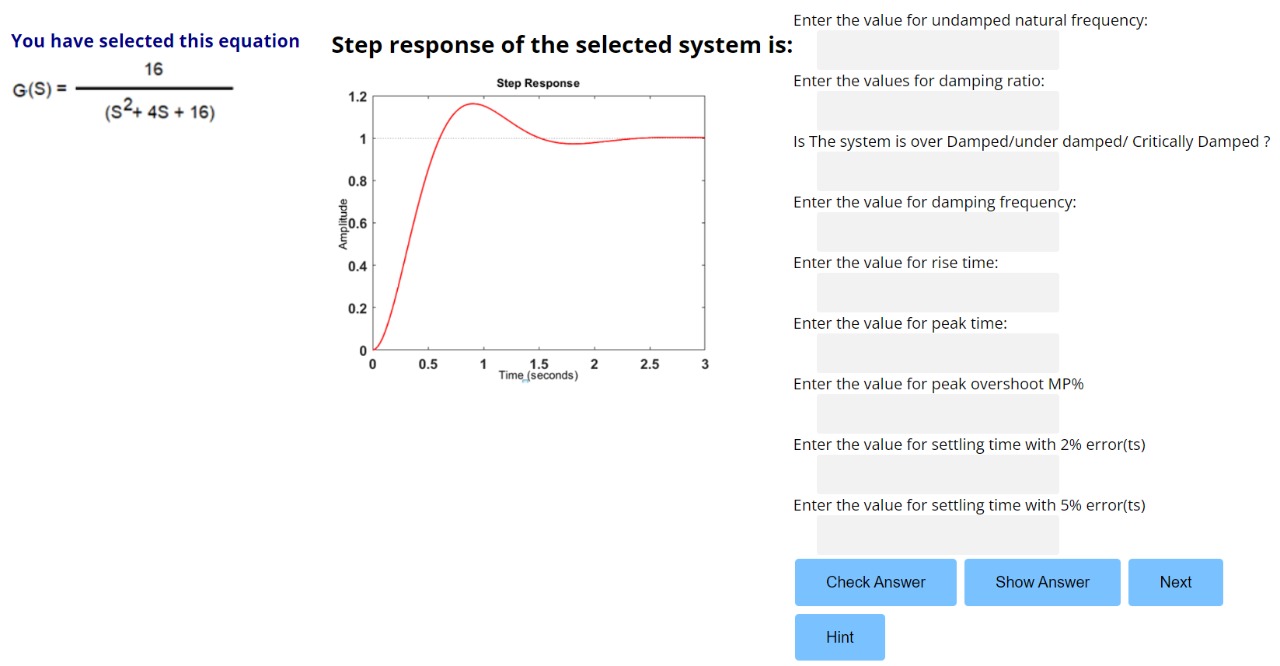 You have selected this equation
G(S) =
16
(S²+ 4S + 16)
Step response of the selected system is:
Step Response
1.2
1
0.8
0.6
0.4
0.2
0
Amplitude
0 0.5 1 1.5 2 2.5 3
Time (seconds)
Enter the value for undamped natural frequency:
Enter the values for damping ratio:
Is The system is over Damped/under damped/ Critically Damped ?
Enter the value for damping frequency:
Enter the value for rise time:
Enter the value for peak time:
Enter the value for peak overshoot MP%
Enter the value for settling time with 2% error(ts)
Enter the value for settling time with 5% error(ts)
Check Answer Show Answer Next
Hint